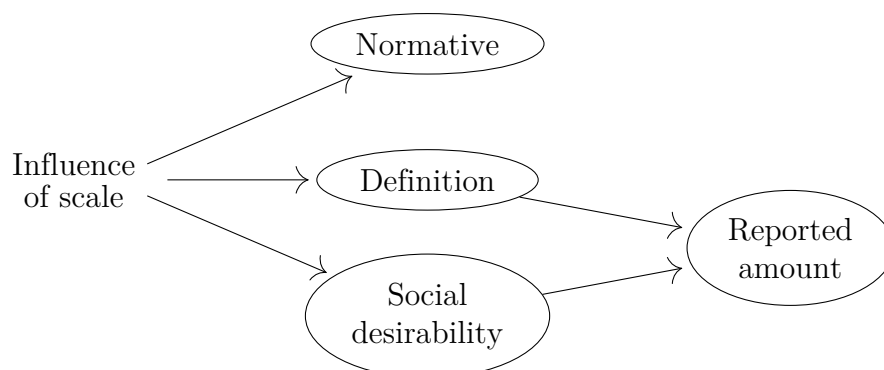 Normative
Influence
of scale
Definition
Reported
amount
Social
desirability